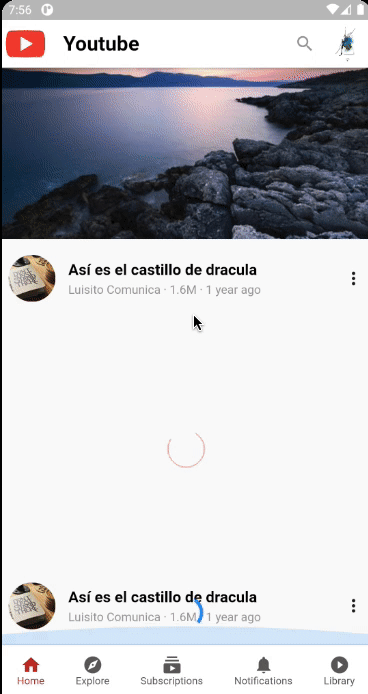 7:56
Youtube
Así es el castillo de dracula
Luisito Comunica · 1.6M · 1 year ago
Así es el castillo de dracula
Luisito Comunica · 1.6M · 1 year ago
Home
Explore
Subscriptions
Notifications
Library